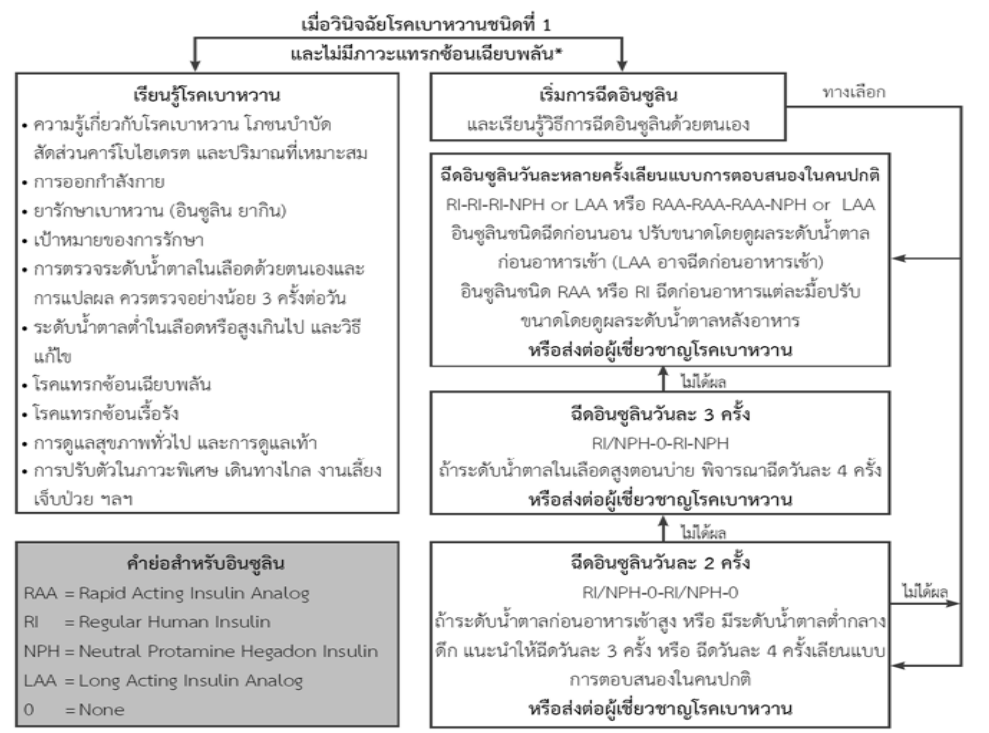 เมื่อวินิจฉัยโรคเบาหวานชนิดที่ 1
และไม่มีภาวะแทรกซ้อนเฉียบพลัน*
เรียนรู้โรคเบาหวาน
• ความรู้เกี่ยวกับโรคเบาหวาน โภชนบำบัด
สัดส่วนคาร์โบไฮเดรต และปริมาณที่เหมาะสม
• การออกกำลังกาย
• ยารักษาเบาหวาน (อินซูลิน ยากิน)
• เป้าหมายของการรักษา
• การตรวจระดับน้ำตาลในเลือดด้วยตนเองและ
การแปลผล ควรตรวจอย่างน้อย 3 ครั้งต่อวัน
• ระดับน้ำตาลต่ำในเลือดหรือสูงเกินไป และวิธี
แก้ไข
• โรคแทรกซ้อนเฉียบพลัน
• โรคแทรกซ้อนเรื้อรัง
• การดูแลสุขภาพทั่วไป และการดูแลเท้า
• การปรับตัวในภาวะพิเศษ เดินทางไกล งานเลี้ยง
เจ็บป่วย ฯลฯ
คำย่อสำหรับอินซูลิน
RAA = Rapid Acting Insulin Analog
RI = Regular Human Insulin
NPH = Neutral Protamine Hegadon Insulin
LAA = Long Acting Insulin Analog
0 = None
เริ่มการฉีดอินซูลิน
และเรียนรู้วิธีการฉีดอินซูลินด้วยตนเอง
ทางเลือก
ฉีดอินซูลินวันละหลายครั้งเลียนแบบการตอบสนองในคนปกติ
RI-RI-RI-NPH or LAA หรือ RAA-RAA-RAA-NPH or LAA
อินซูลินชนิดฉีดก่อนนอน ปรับขนาดโดยดูผลระดับน้ำตาล
ก่อนอาหารเช้า (LAA อาจฉีดก่อนอาหารเช้า)
อินซูลินชนิด RAA หรือ RI ฉีดก่อนอาหารแต่ละมื้อปรับ
ขนาดโดยดูผลระดับน้ำตาลหลังอาหาร
หรือส่งต่อผู้เชี่ยวชาญโรคเบาหวาน
ไม่ได้ผล
ฉีดอินซูลินวันละ 3 ครั้ง
RI/NPH-0-RI-NPH
ถ้าระดับน้ำตาลในเลือดสูงตอนบ่าย พิจารณาฉีดวันละ 4 ครั้ง
หรือส่งต่อผู้เชี่ยวชาญโรคเบาหวาน
ไม่ได้ผล
ฉีดอินซูลินวันละ 2 ครั้ง
RI/NPH-0-RI/NPH-0
ถ้าระดับน้ำตาลก่อนอาหารเช้าสูง หรือ มีระดับน้ำตาลต่ำกลาง
ดึก แนะนำให้ฉีดวันละ 3 ครั้ง หรือ ฉีดวันละ 4 ครั้งเลียนแบบ
การตอบสนองในคนปกติ
หรือส่งต่อผู้เชี่ยวชาญโรคเบาหวาน
ไม่ได้ผล